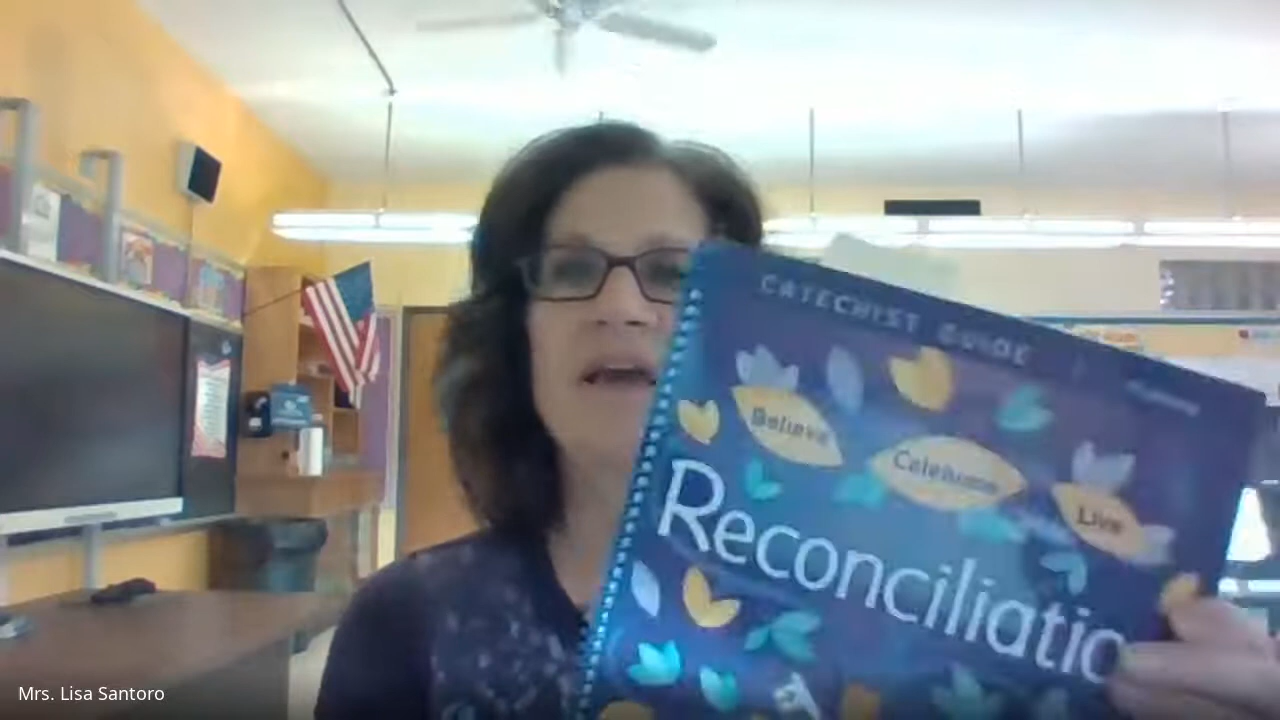 CATECHIST GUIDE
Believe
Celebrate
Live
Reconciliatio
Mrs. Lisa Santoro